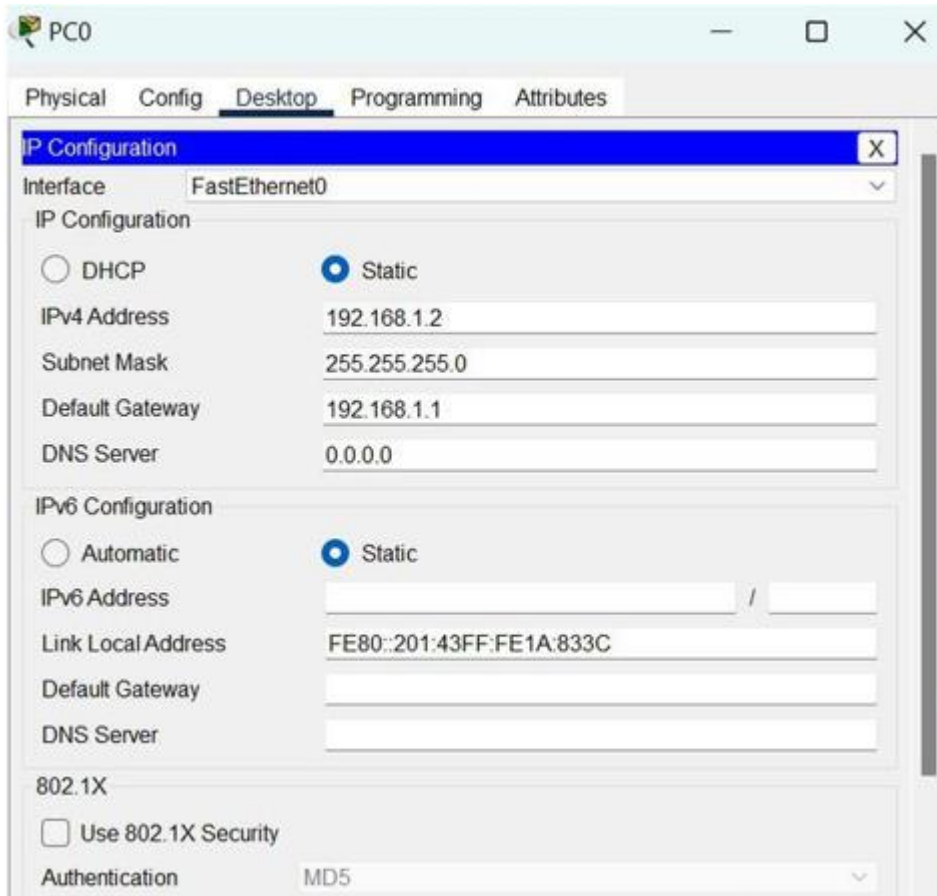 PC0
Physical Config Desktop Programming Attributes
IP Configuration X
Interface FastEthernet0
IP Configuration
DHCP Static
IPv4 Address 192.168.1.2
Subnet Mask 255.255.255.0
Default Gateway 192.168.1.1
DNS Server 0.0.0.0
IPv6 Configuration
Automatic Static
IPv6 Address /
Link Local Address FE80::201:43FF:FE1A:833C
Default Gateway
DNS Server
802.1X
Use 802.1X Security
Authentication MD5